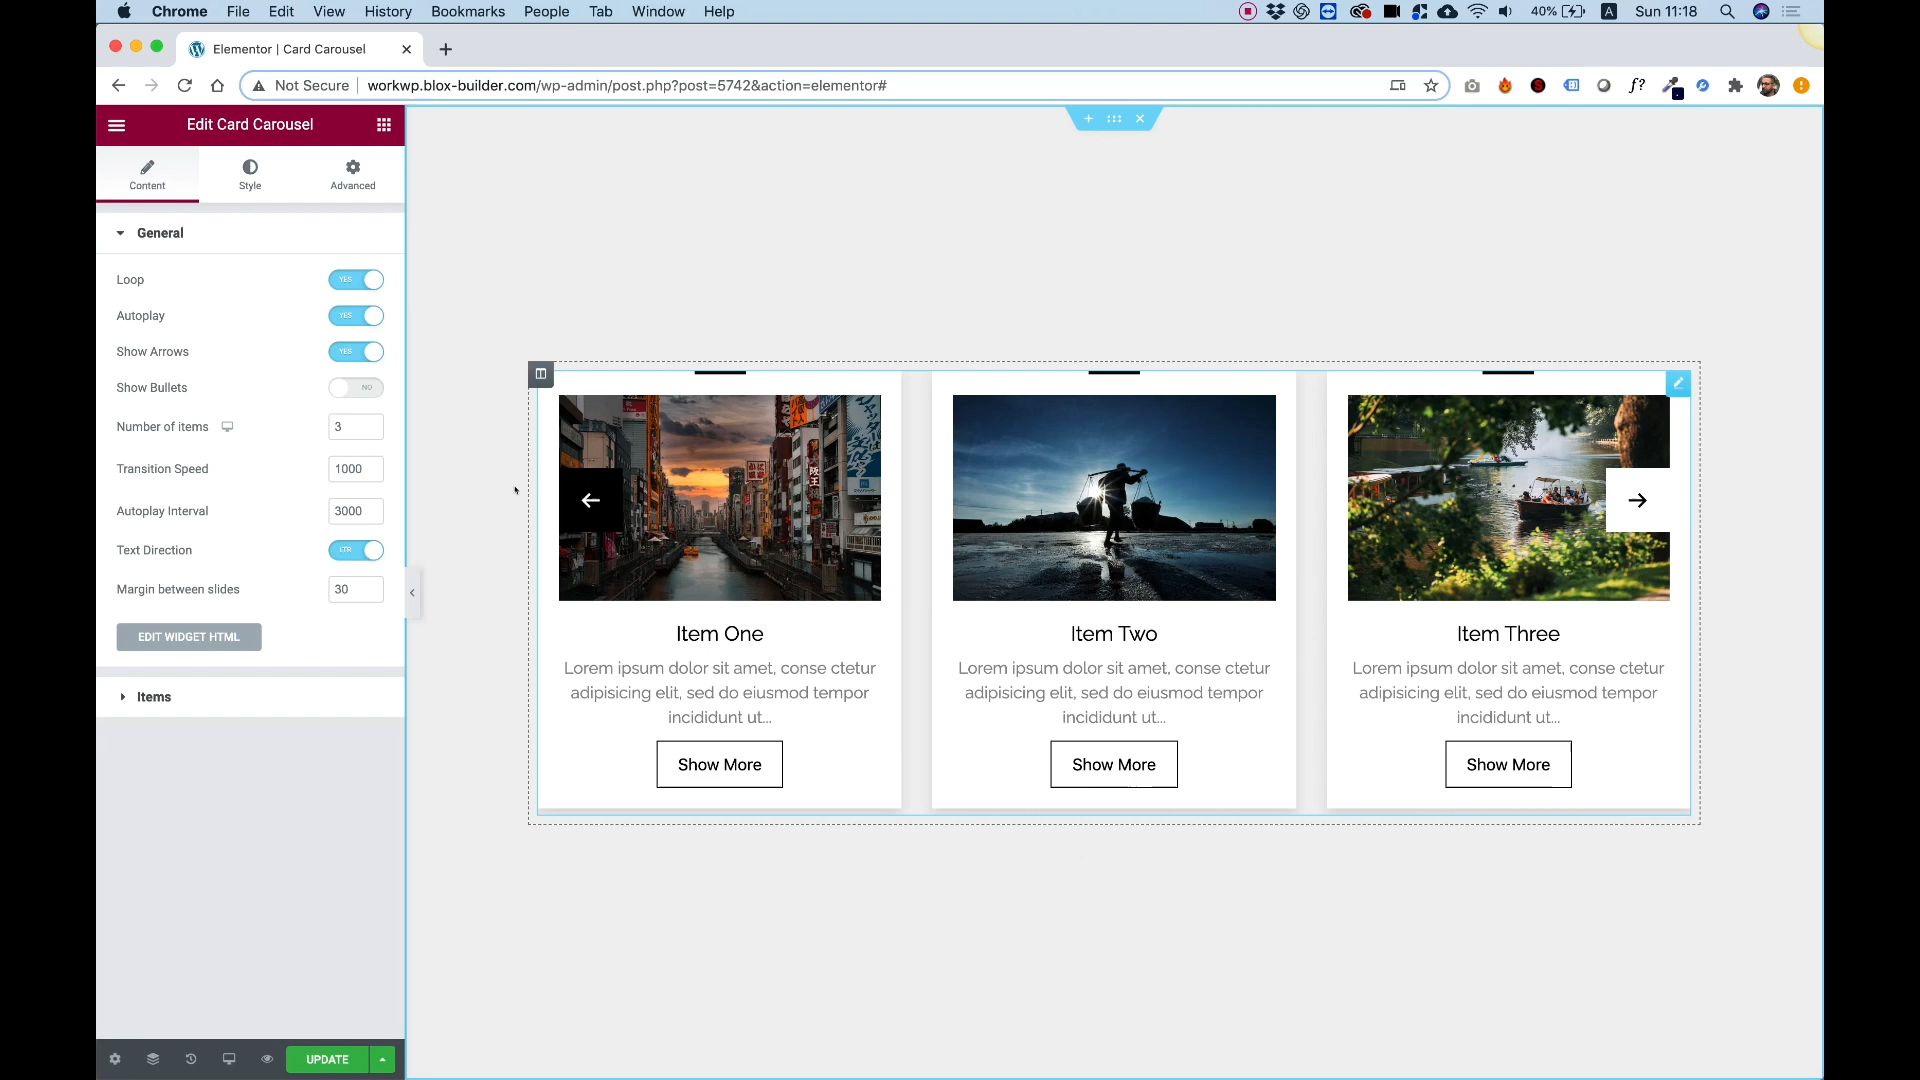 Chrome File Edit View History Bookmarks People Tab Window Help 40% A Sun 11:18
Elementor | Card Carousel
Not Secure workwp.blox-builder.com/wp-admin/post.php?post=5742&action=elementor#
f?
Edit Card Carousel
Content Style Advanced
General
Loop YES
Autoplay YES
Show Arrows YES
Show Bullets NO
Number of items 3
Transition Speed 1000
Autoplay Interval 3000
Text Direction LTR
Margin between slides 30
EDIT WIDGET HTML
Items
UPDATE
Item One
Lorem ipsum dolor sit amet, conse ctetur
adipisicing elit, sed do eiusmod tempor
incididunt ut...
Show More
Item Two
Lorem ipsum dolor sit amet, conse ctetur
adipisicing elit, sed do eiusmod tempor
incididunt ut...
Show More
Item Three
Lorem ipsum dolor sit amet, conse ctetur
adipisicing elit, sed do eiusmod tempor
incididunt ut...
Show More